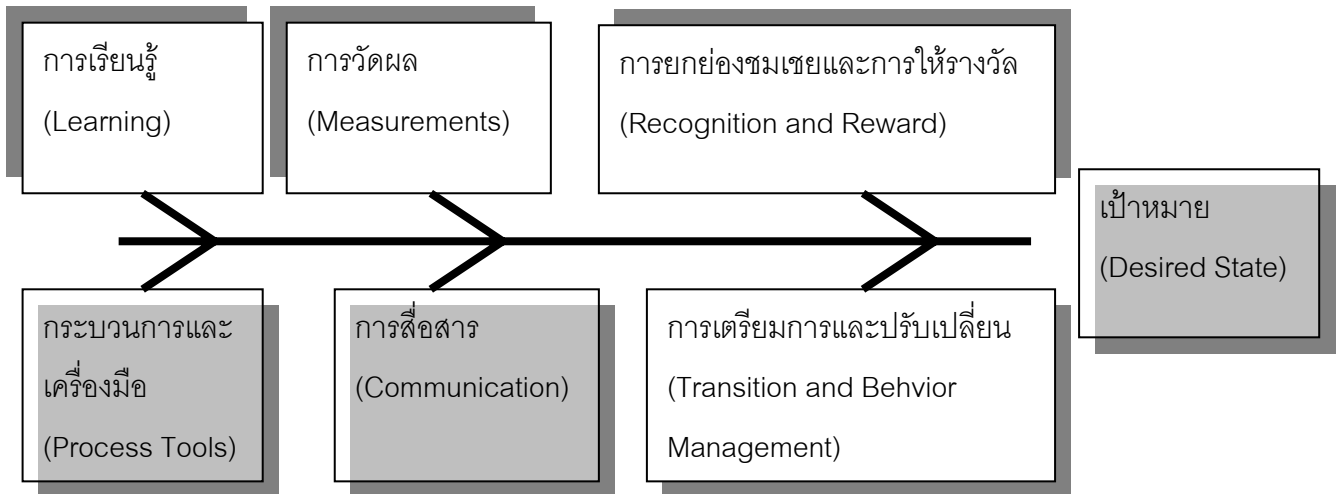 การเรียนรู้
(Learning)
การวัดผล
(Measurements)
การยกย่องชมเชยและการให้รางวัล
(Recognition and Reward)
เป้าหมาย
(Desired State)
กระบวนการและ
เครื่องมือ
(Process Tools)
การสื่อสาร
(Communication)
การเตรียมการและปรับเปลี่ยน
(Transition and Behvior
Management)